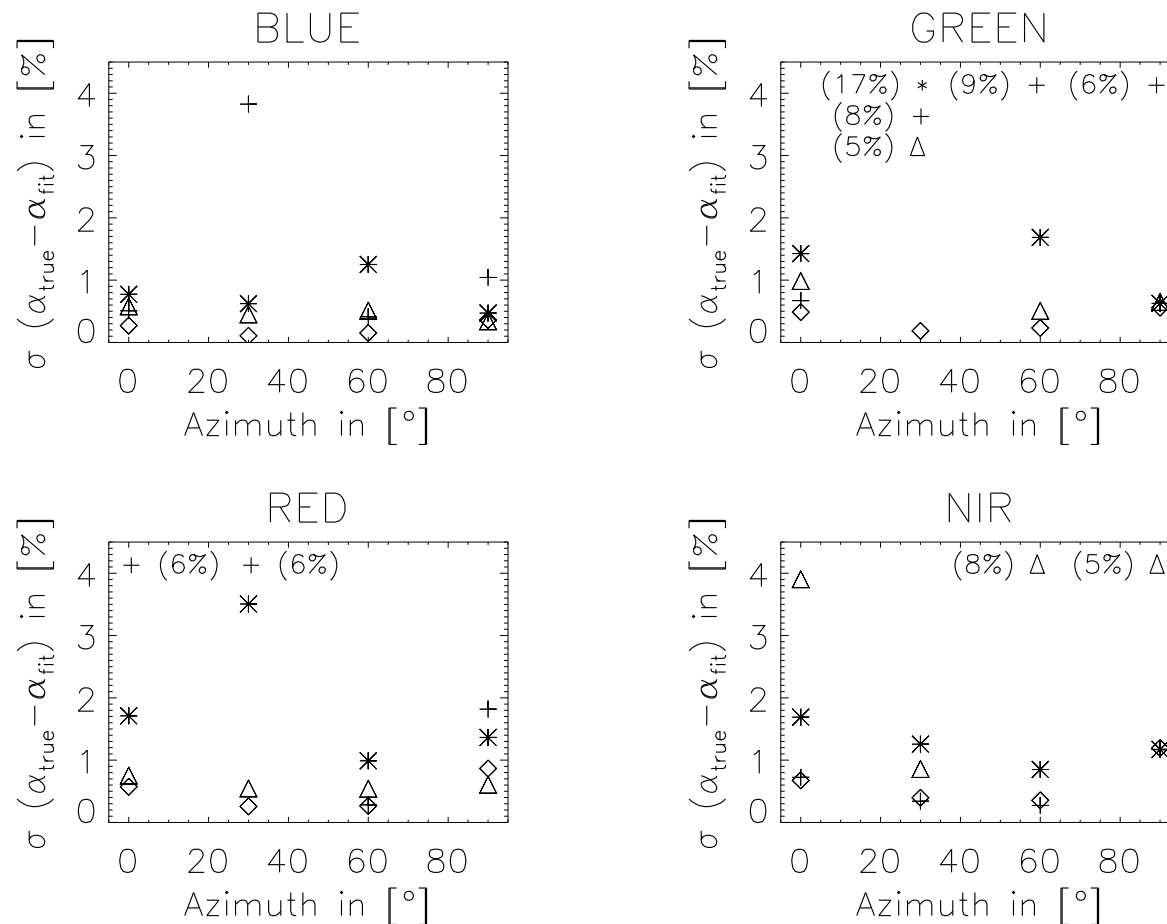 BLUE
σ (α_true−α_fit) in [%]
4
3
2
1
0
0 20 40 60 80
Azimuth in [°]
GREEN
σ (α_true−α_fit) in [%]
(17%) * (9%) + (6%) +
(8%) +
(5%) △
4
3
2
1
0
0 20 40 60 80
Azimuth in [°]
RED
σ (α_true−α_fit) in [%]
+ (6%) + (6%)
4
3
2
1
0
0 20 40 60 80
Azimuth in [°]
NIR
σ (α_true−α_fit) in [%]
(8%) △ (5%) △
4
3
2
1
0
0 20 40 60 80
Azimuth in [°]